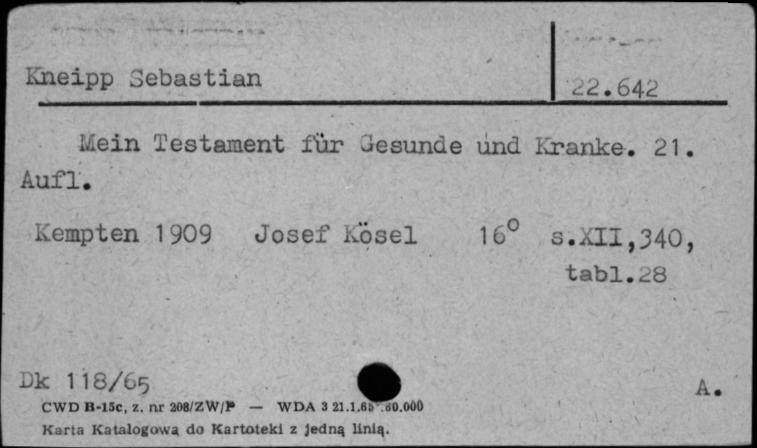 Kneipp Sebastian
22.642
Mein Testament für Gesunde und Kranke. 21.
Aufl.
Kempten 1909 Josef Kösel 16° s.XII,340,
tabl.28
Dk 118/65
A.
CWD B-15c, z. nr 208/ZW/P — WDA 3 21.1.65 .60.000
Karta Katalogowa do Kartoteki z jedną linią.